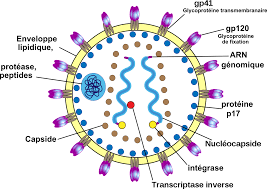 gp41
Glycoprotéine transmembranaire
gp120
Glycoprotéine
de fixation
Enveloppe
lipidique,
ARN
génomique
protéase,
peptides
protéine
p17
Capside
Nucléocapside
intégrase
Transcriptase inverse